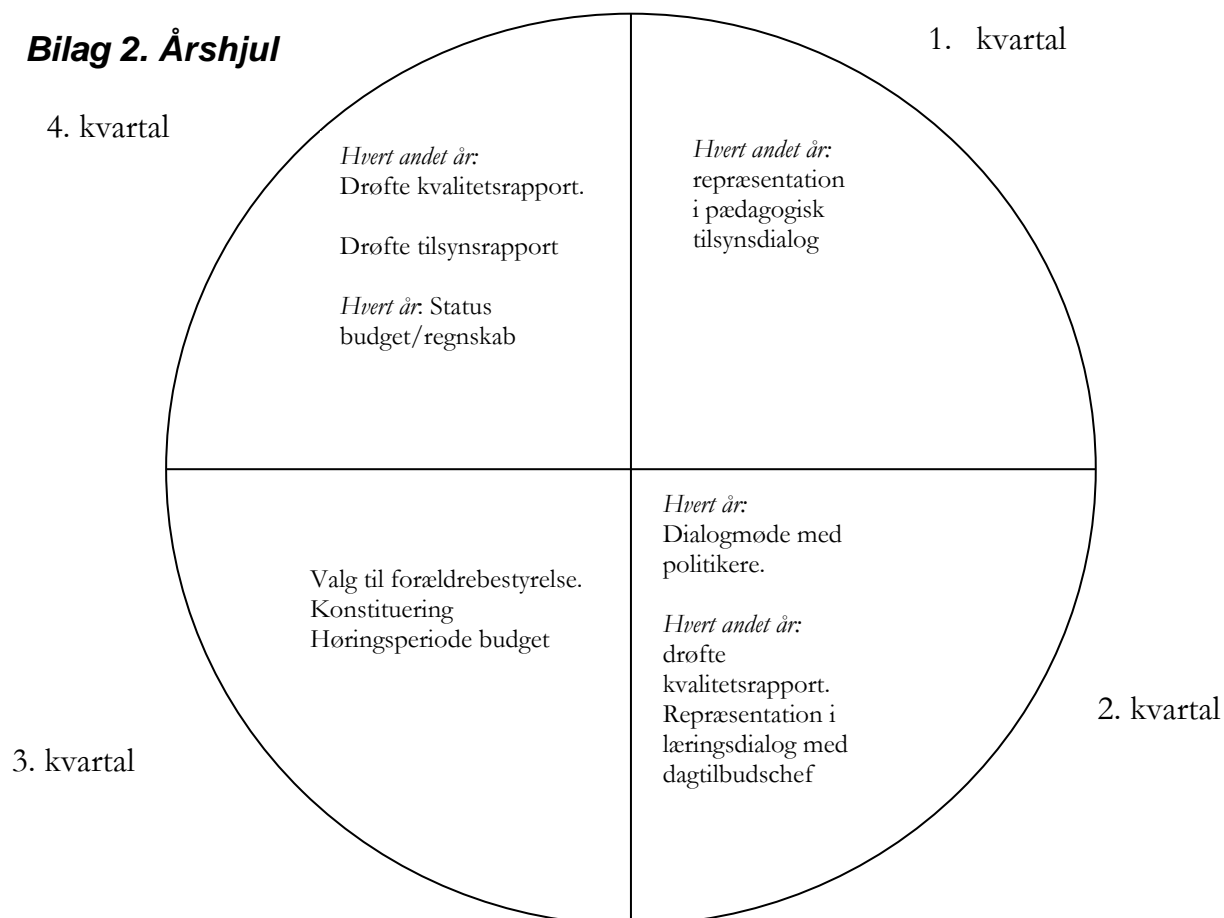 Bilag 2. Årshjul
1. kvartal
4. kvartal
Hvert andet år:
Drøfte kvalitetsrapport.
Drøfte tilsynsrapport
Hvert år: Status
budget/regnskab
Hvert andet år:
repræsentation
i pædagogisk
tilsynsdialog
Valg til forældrebestyrelse.
Konstituering
Høringsperiode budget
3. kvartal
Hvert år:
Dialogmøde med
politikere.
Hvert andet år:
drøfte
kvalitetsrapport.
Repræsentation i
læringsdialog med
dagtilbudschef
2. kvartal